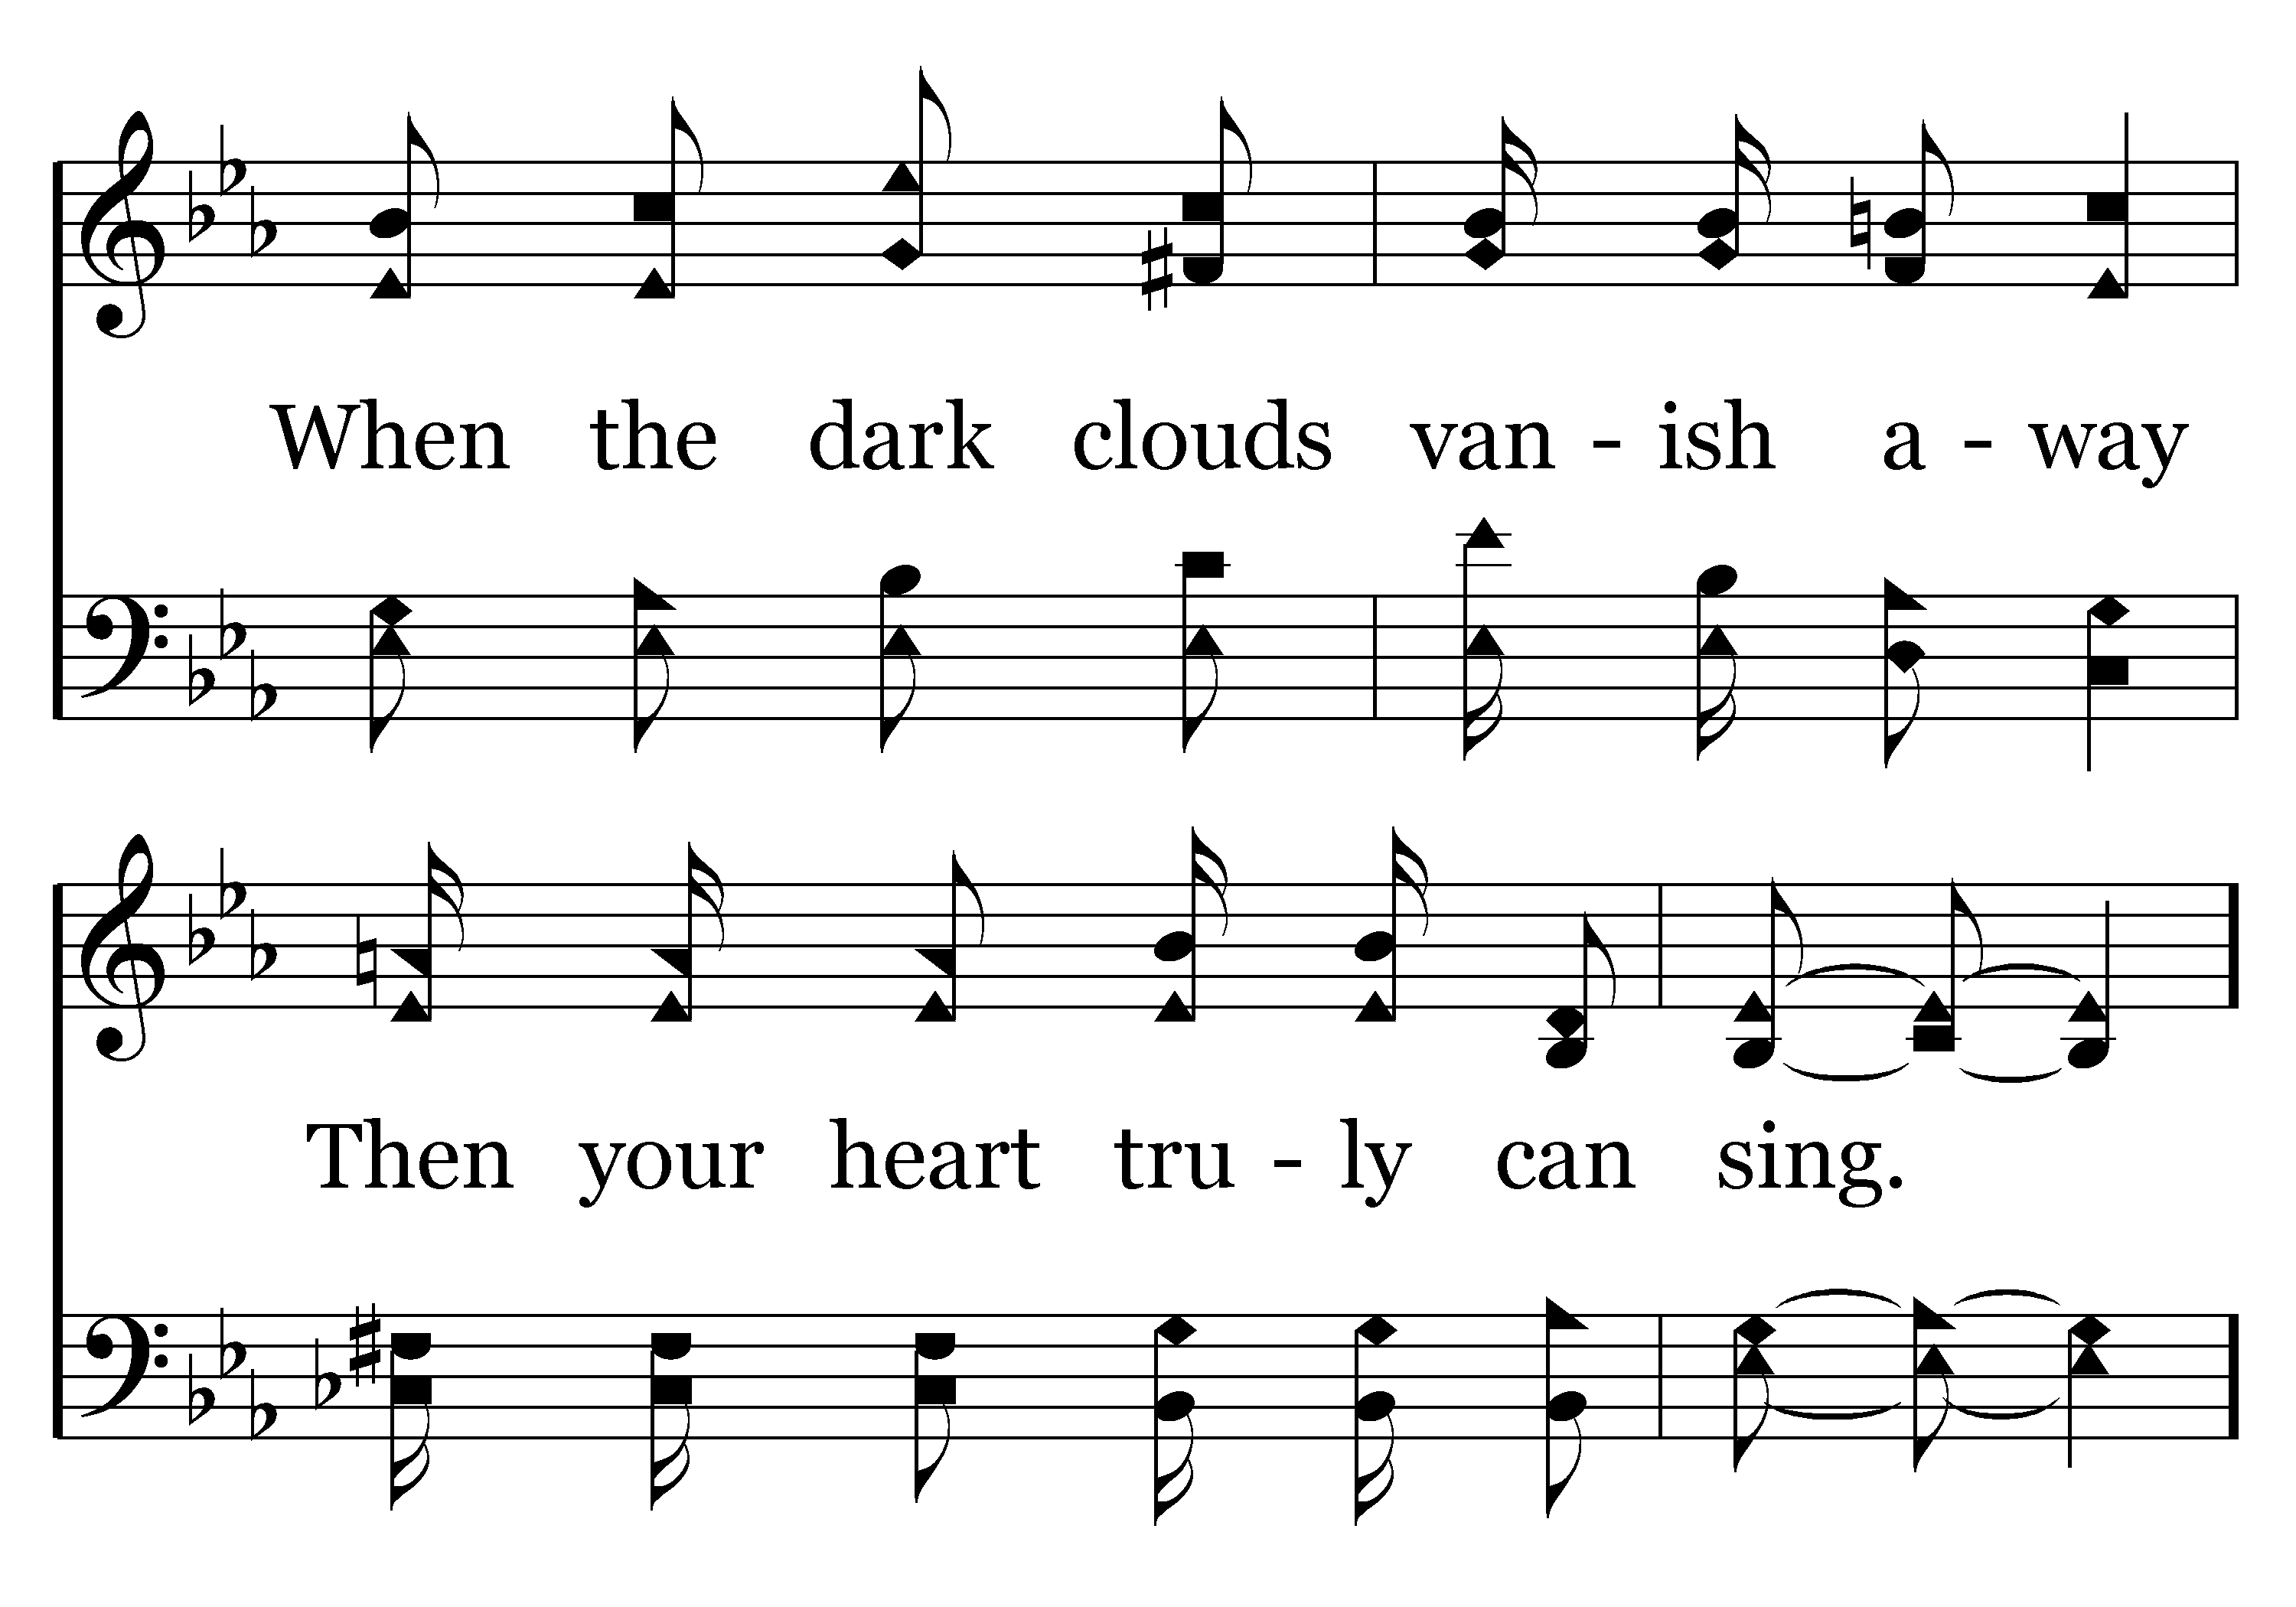 When the dark clouds van - ish a - way
Then your heart tru - ly can sing.